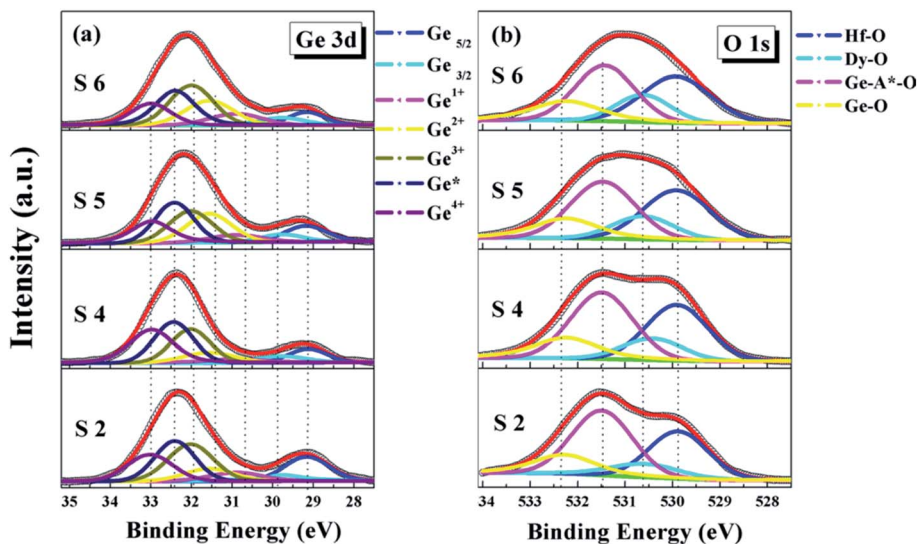 (a)
Ge 3d
S 6
S 5
S 4
S 2
Intensity (a.u.)
35 33 32 31 29 28
Binding Energy (eV)
Ge 5/2
Ge 3/2
Ge1+
Ge2+
Ge3+
Ge*
Ge4+
(b)
O 1s
S 6
S 5
S 4
S 2
34 533 532 531 530 529 528
Binding Energy (eV)
Hf-O
Dy-O
Ge-A*-O
Ge-O